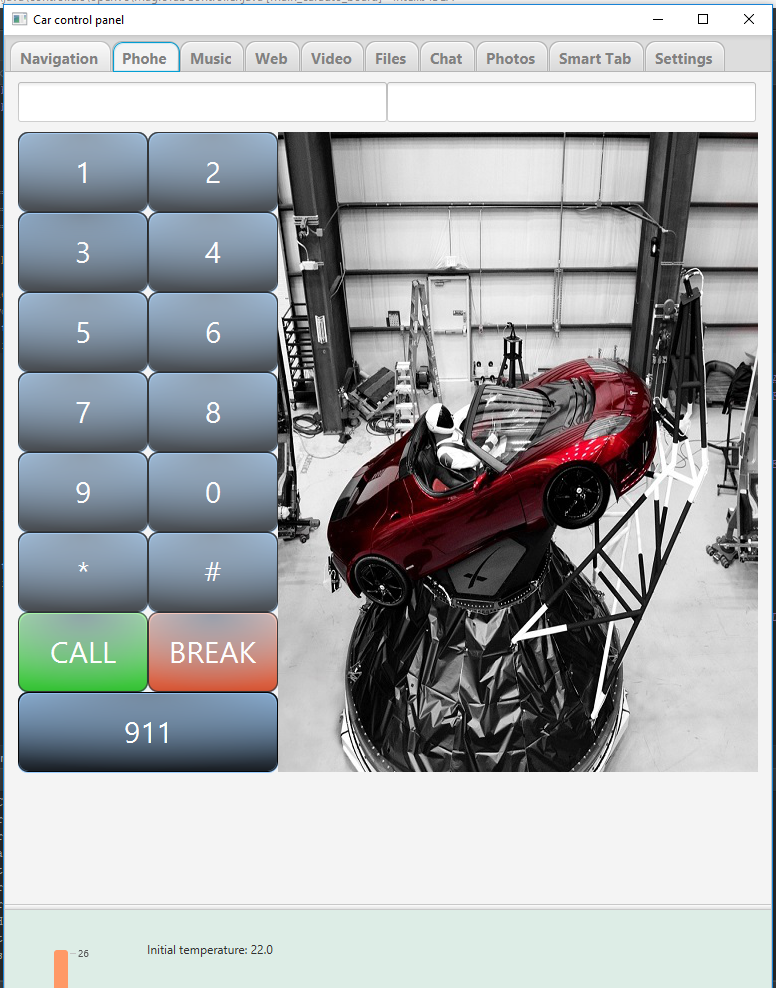 Car control panel
Navigation Phohe Music Web Video Files Chat Photos Smart Tab Settings
1 2
3 4
5 6
7 8
9 0
* #
CALL BREAK
911
26
Initial temperature: 22.0